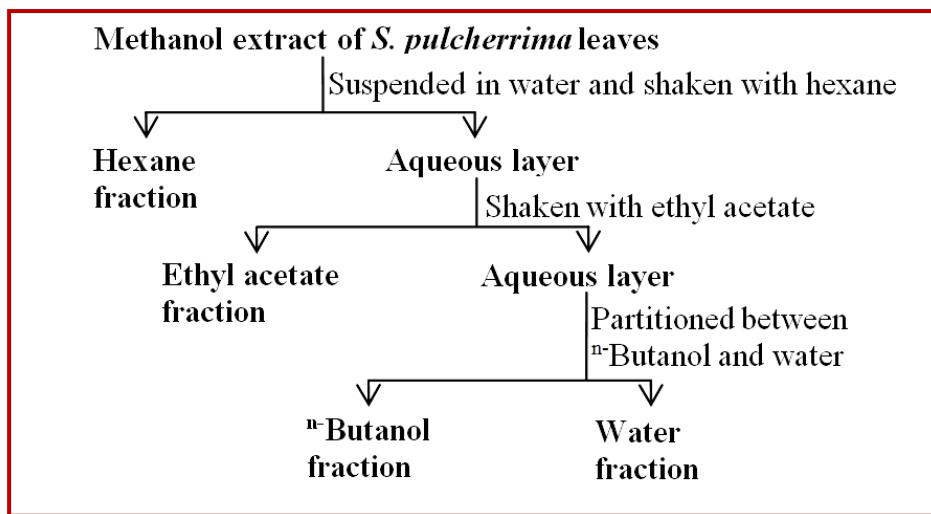 Methanol extract of S. pulcherrima leaves
Suspended in water and shaken with hexane
Hexane
fraction
Aqueous layer
Shaken with ethyl acetate
Ethyl acetate
fraction
Aqueous layer
Partitioned between
n-Butanol and water
n-Butanol
fraction
Water
fraction